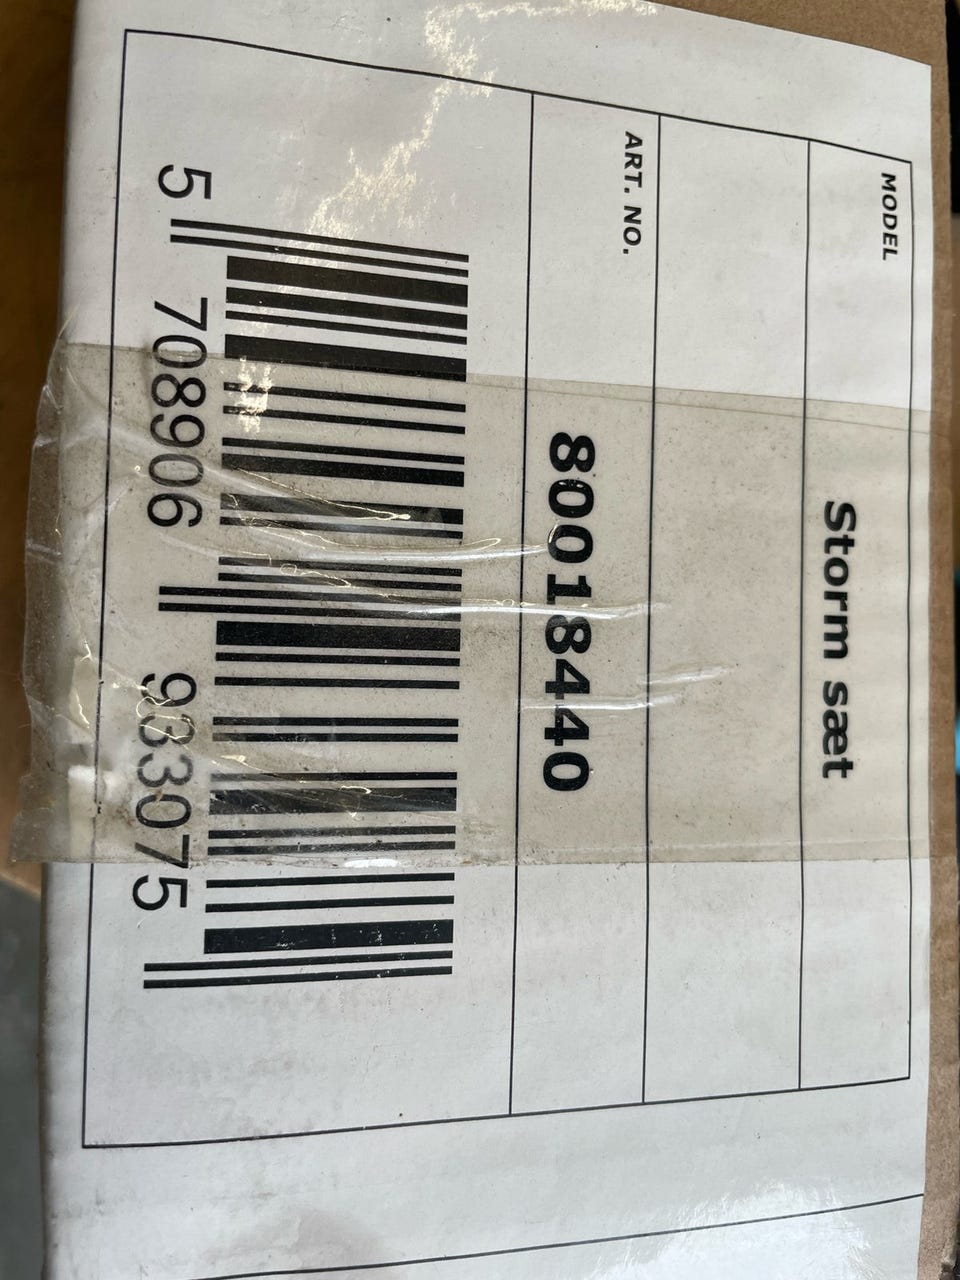 MODEL
Storm sæt
ART. NO.
80018440
5 708906 933075